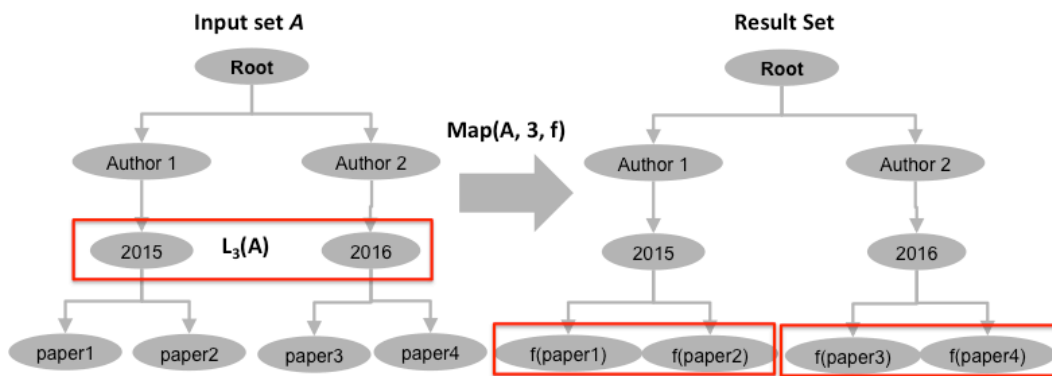 Input set A
Result Set
Root
Root
Map(A, 3, f)
Author 1
Author 2
Author 1
Author 2
2015
L₃(A)
2016
2015
2016
paper1
paper2
paper3
paper4
f(paper1)
f(paper2)
f(paper3)
f(paper4)